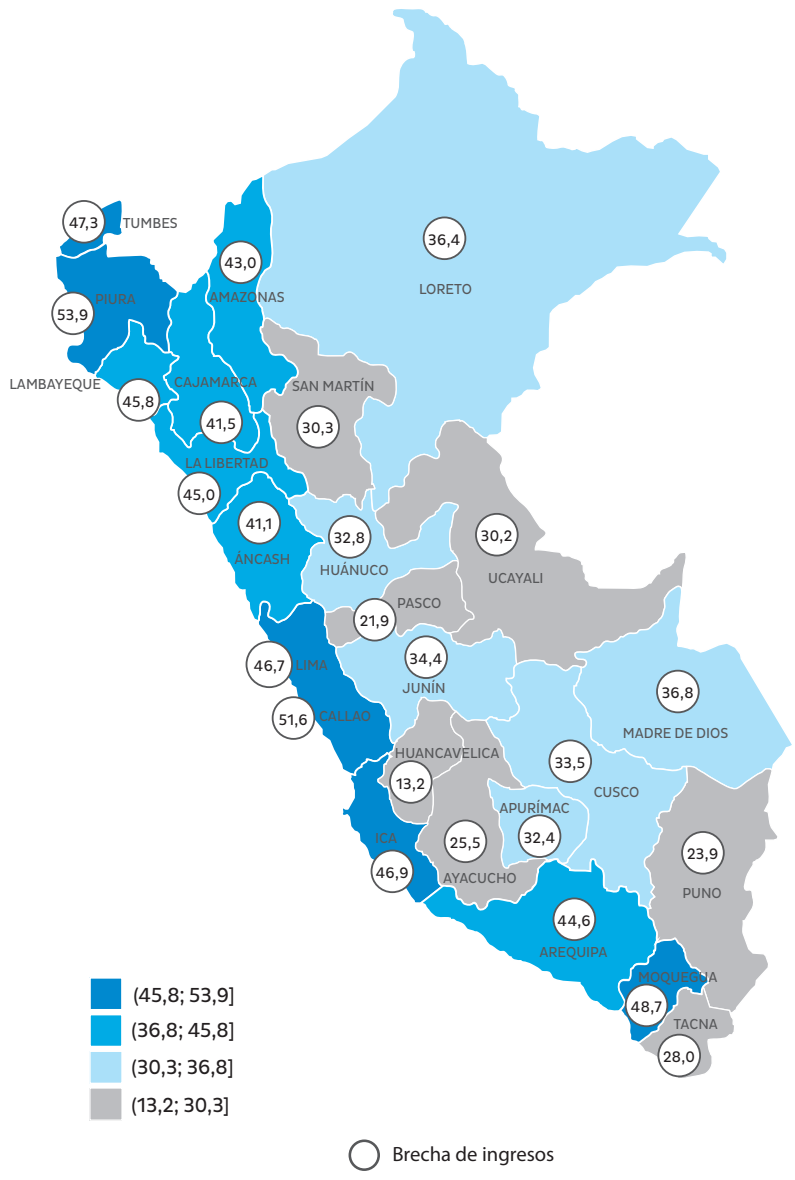 47,3
TUMBES
43,0
AMAZONAS
36,4
LORETO
PIURA
53,9
LAMBAYEQUE
45,8
CAJAMARCA
41,5
SAN MARTÍN
30,3
LA LIBERTAD
45,0
41,1
ÁNCASH
32,8
HUÁNUCO
30,2
UCAYALI
PASCO
21,9
46,7
LIMA
34,4
JUNÍN
36,8
MADRE DE DIOS
51,6
CALLAO
HUANCAVELICA
13,2
33,5
CUSCO
APURÍMAC
32,4
ICA
46,9
25,5
AYACUCHO
23,9
PUNO
44,6
AREQUIPA
MOQUEGUA
48,7
TACNA
28,0
(45,8; 53,9]
(36,8; 45,8]
(30,3; 36,8]
(13,2; 30,3]
Brecha de ingresos